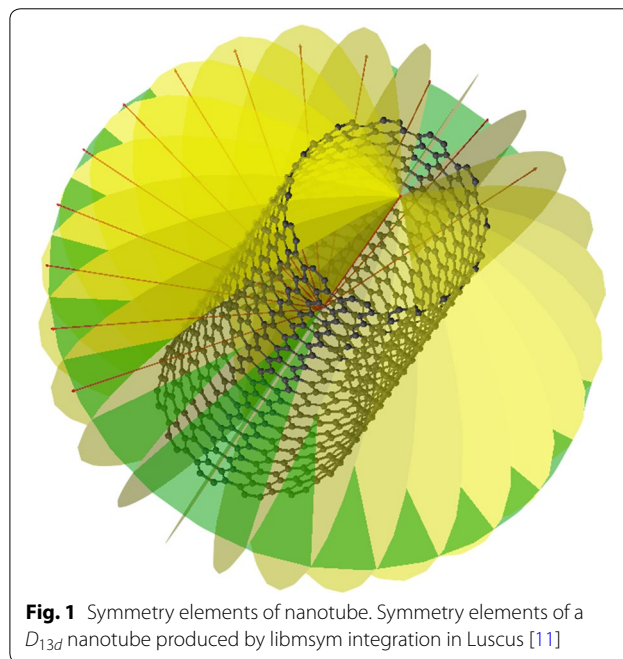 Fig. 1 Symmetry elements of nanotube. Symmetry elements of a
D13d nanotube produced by libmsym integration in Luscus [11]